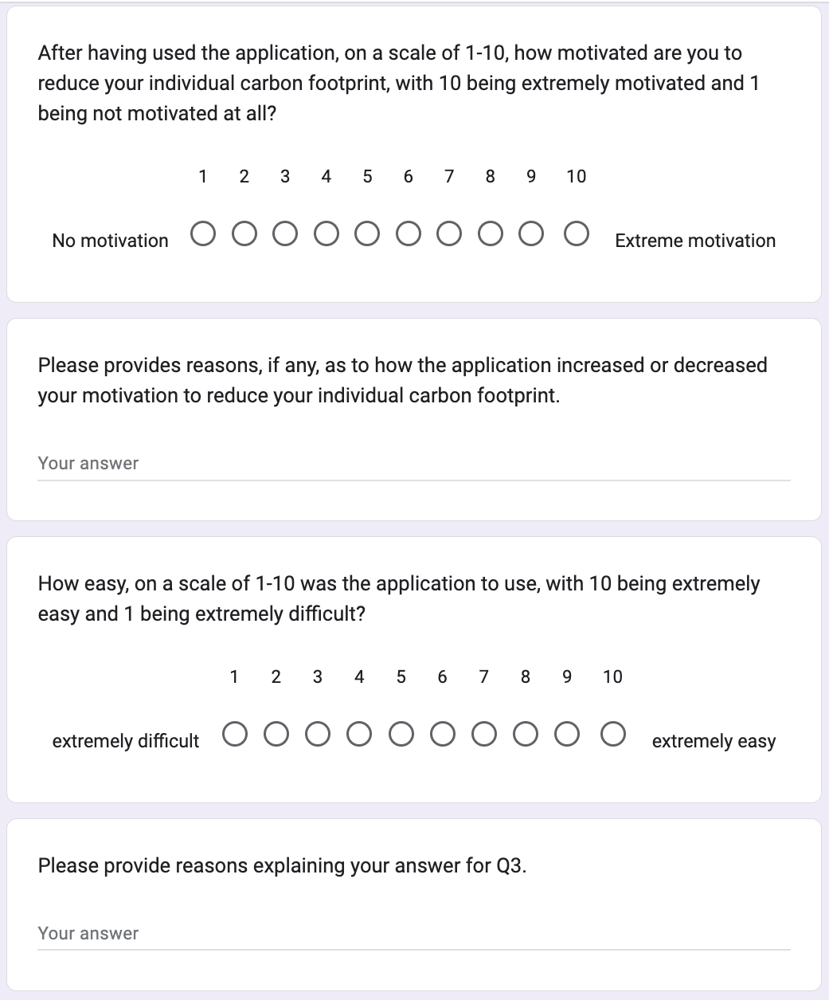 After having used the application, on a scale of 1-10, how motivated are you to
reduce your individual carbon footprint, with 10 being extremely motivated and 1
being not motivated at all?
1 2 3 4 5 6 7 8 9 10
No motivation Extreme motivation
Please provides reasons, if any, as to how the application increased or decreased
your motivation to reduce your individual carbon footprint.
Your answer
How easy, on a scale of 1-10 was the application to use, with 10 being extremely
easy and 1 being extremely difficult?
1 2 3 4 5 6 7 8 9 10
extremely difficult extremely easy
Please provide reasons explaining your answer for Q3.
Your answer